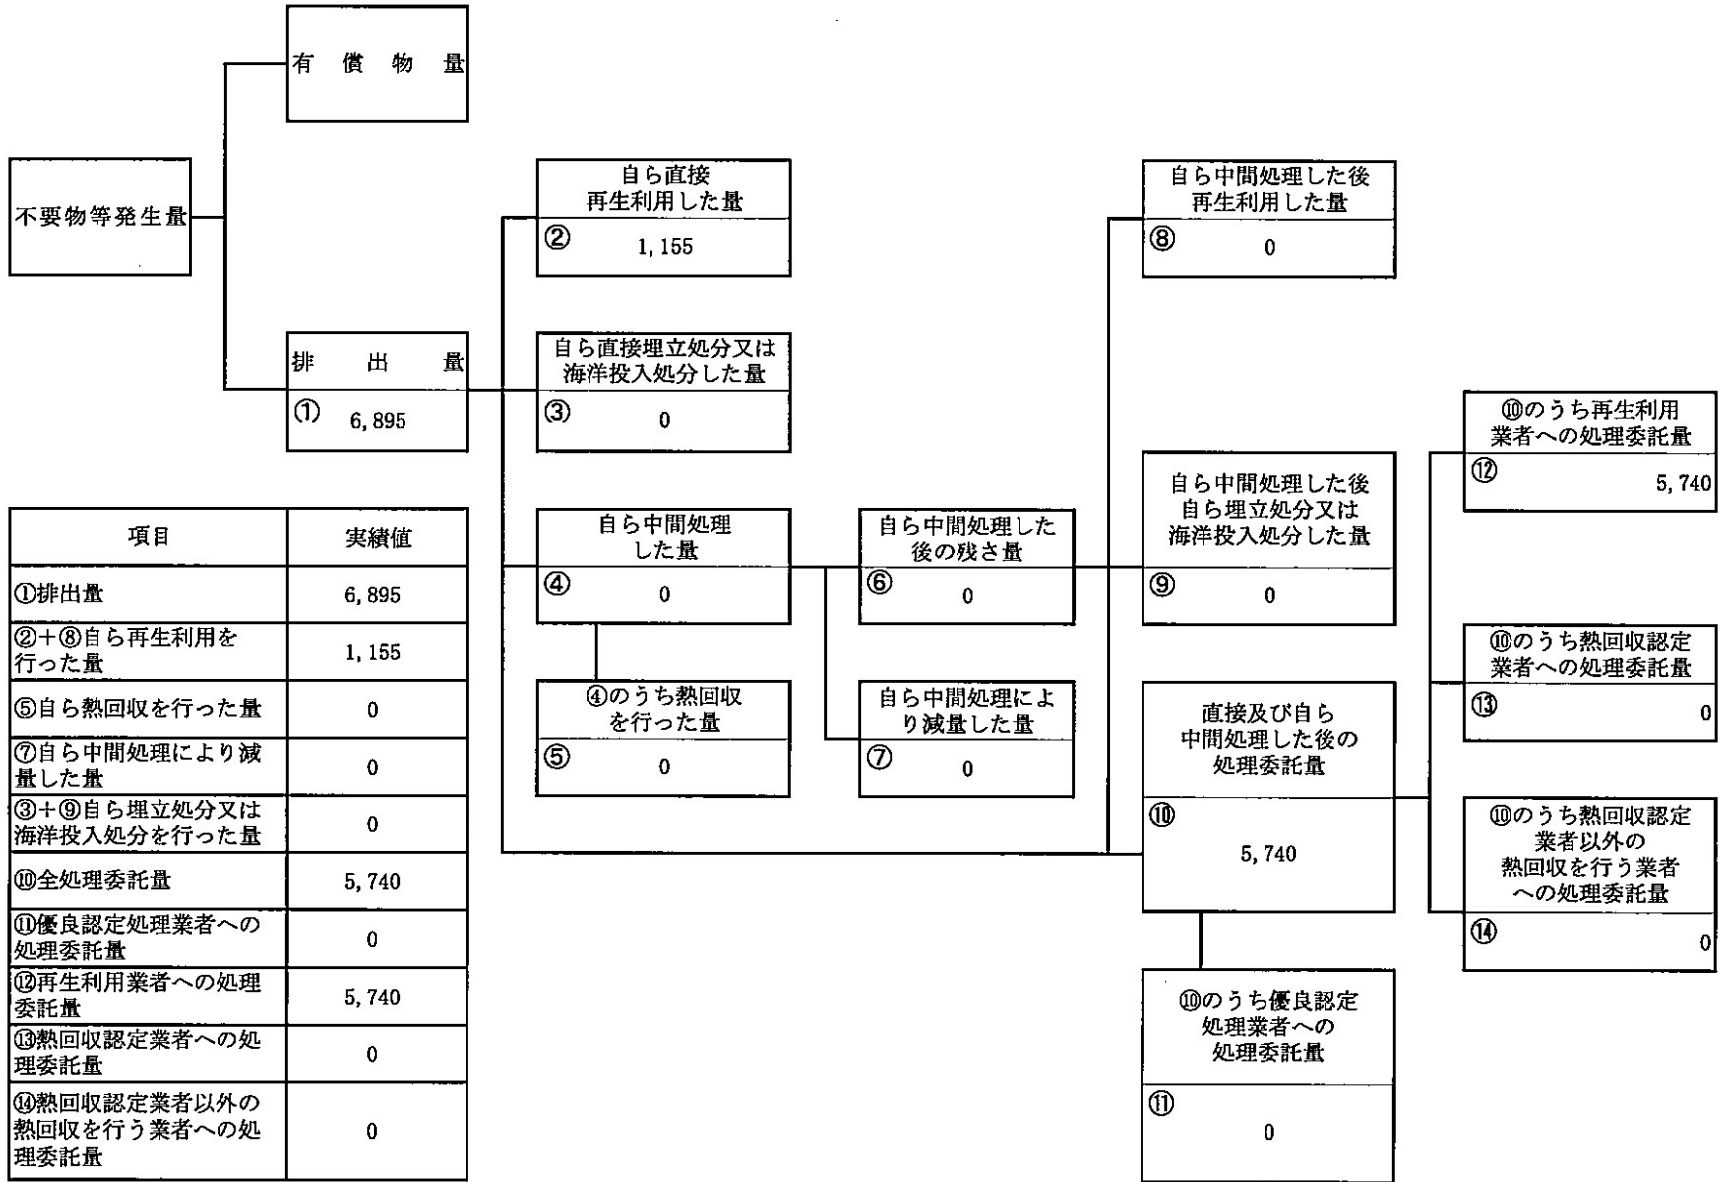 有償物量
不要物等発生量
排出量
① 6,895
自ら直接
再生利用した量
② 1,155
自ら直接埋立処分又は
海洋投入処分した量
③ 0
自ら中間処理
した量
④ 0
④のうち熱回収
を行った量
⑤ 0
自ら中間処理した
後の残さ量
⑥ 0
自ら中間処理によ
り減量した量
⑦ 0
自ら中間処理した後
再生利用した量
⑧ 0
自ら中間処理した後
自ら埋立処分又は
海洋投入処分した量
⑨ 0
直接及び自ら
中間処理した後の
処理委託量
⑩
5,740
⑩のうち優良認定
処理業者への
処理委託量
⑪
0
⑩のうち再生利用
業者への処理委託量
⑫ 5,740
⑩のうち熱回収認定
業者への処理委託量
⑬ 0
⑩のうち熱回収認定
業者以外の
熱回収を行う業者
への処理委託量
⑭ 0
項目 実績値
①排出量 6,895
②+⑧自ら再生利用を
行った量 1,155
⑤自ら熱回収を行った量 0
⑦自ら中間処理により減
量した量 0
③+⑨自ら埋立処分又は
海洋投入処分を行った量 0
⑩全処理委託量 5,740
⑪優良認定処理業者への
処理委託量 0
⑫再生利用業者への処理
委託量 5,740
⑬熱回収認定業者への処
理委託量 0
⑭熱回収認定業者以外の
熱回収を行う業者への処
理委託量 0